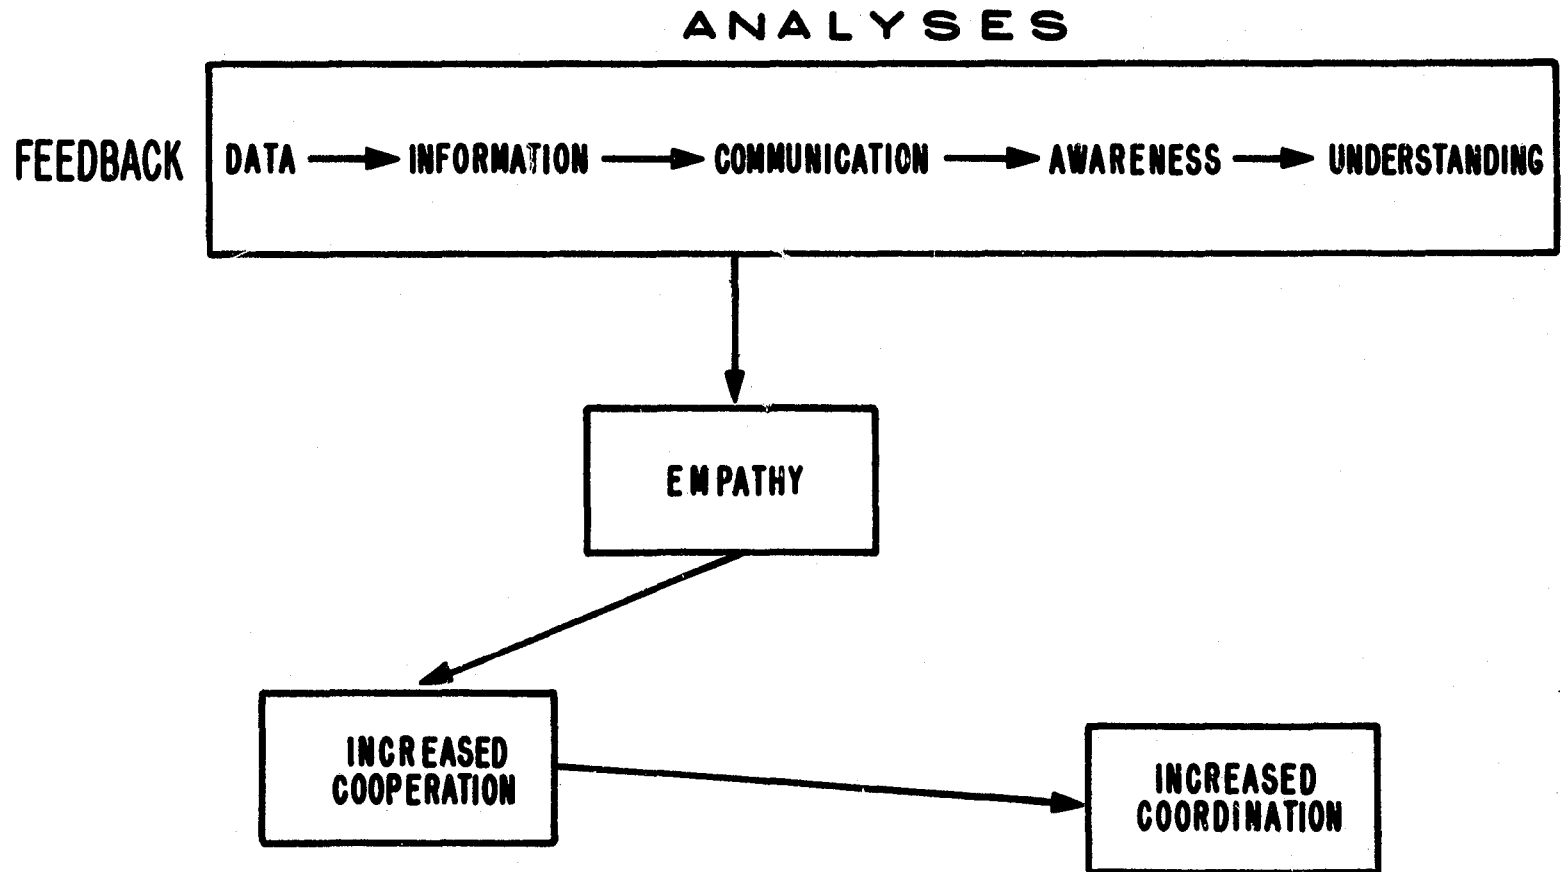 ANALYSES
FEEDBACK DATA INFORMATION COMMUNICATION AWARENESS UNDERSTANDING
EMPATHY
INCREASED
COOPERATION
INCREASED
COORDINATION